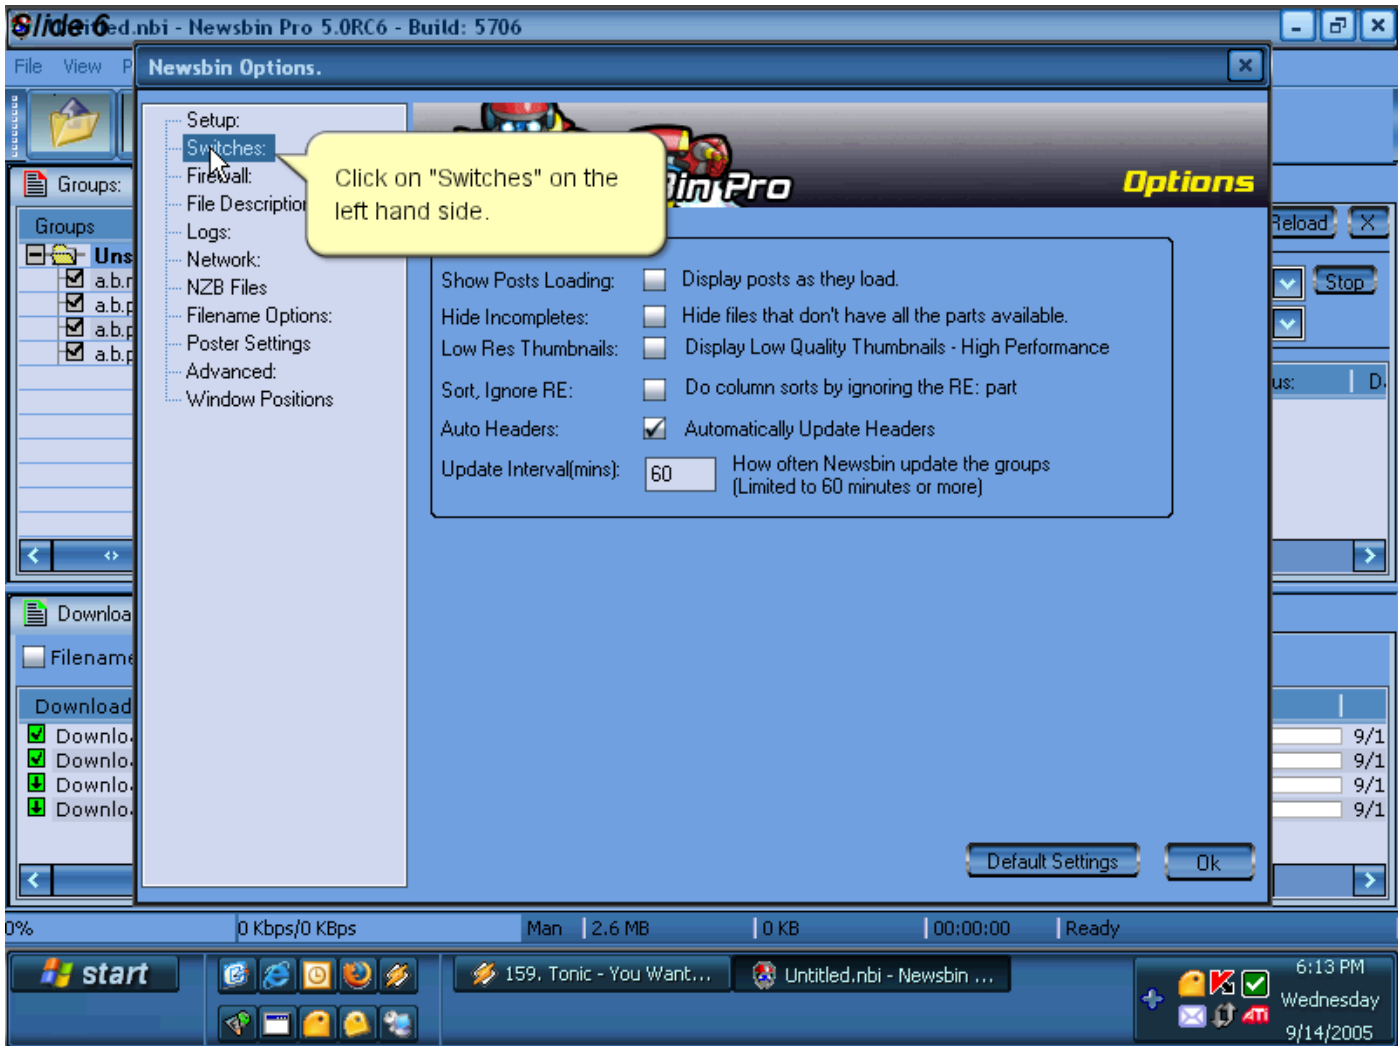 Slide 6
ed.nbi - Newsbin Pro 5.0RC6 - Build: 5706
File View P
Newsbin Options.
Setup:
Switches:
Firewall:
File Description
Logs:
Network:
NZB Files
Filename Options:
Poster Settings
Advanced:
Window Positions
Click on "Switches" on the
left hand side.
Bin Pro
Options
Show Posts Loading: Display posts as they load.
Hide Incompletes: Hide files that don't have all the parts available.
Low Res Thumbnails: Display Low Quality Thumbnails - High Performance
Sort, Ignore RE: Do column sorts by ignoring the RE: part
Auto Headers: Automatically Update Headers
Update Interval(mins): 60 How often Newsbin update the groups
(Limited to 60 minutes or more)
Default Settings Ok
Groups:
Groups
Uns
a.b.r
a.b.p
a.b.p
a.b.p
Reload X
Stop
us: D
Downloa
Filename
Download
Downlo 9/1
Downlo 9/1
Downlo 9/1
Downlo 9/1
0% 0 Kbps/0 KBps Man 2.6 MB 0 KB 00:00:00 Ready
start
159. Tonic - You Want...
Untitled.nbi - Newsbin ...
ATI
6:13 PM
Wednesday
9/14/2005